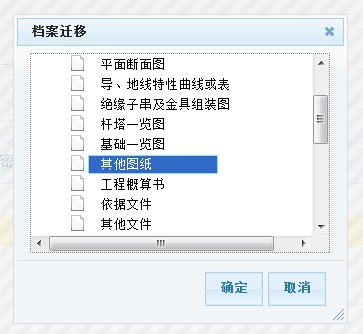 档案迁移
平面断面图
导、地线特性曲线或表
绝缘子串及金具组装图
杆塔一览图
基础一览图
其他图纸
工程概算书
依据文件
其他文件
确定 取消